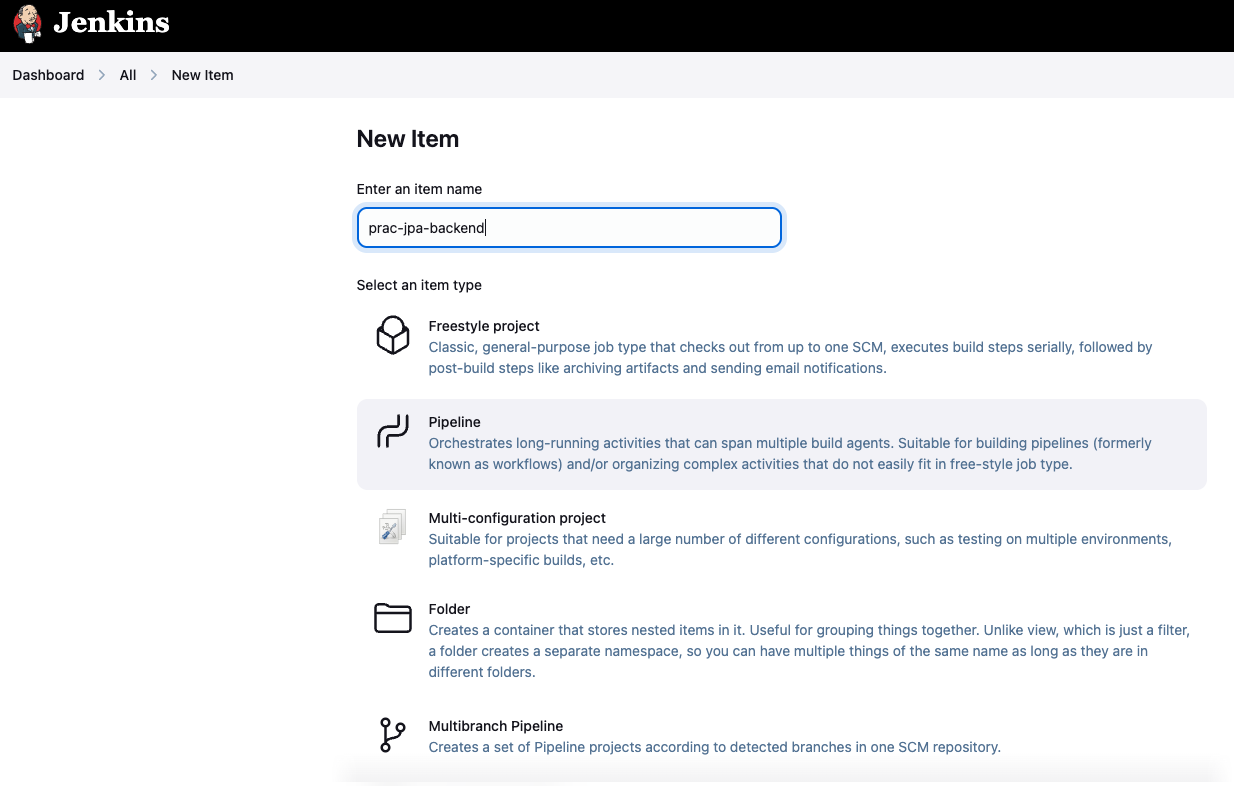 Jenkins
Dashboard > All > New Item
New Item
Enter an item name
prac-jpa-backend
Select an item type
Freestyle project
Classic, general-purpose job type that checks out from up to one SCM, executes build steps serially, followed by
post-build steps like archiving artifacts and sending email notifications.
Pipeline
Orchestrates long-running activities that can span multiple build agents. Suitable for building pipelines (formerly
known as workflows) and/or organizing complex activities that do not easily fit in free-style job type.
Multi-configuration project
Suitable for projects that need a large number of different configurations, such as testing on multiple environments,
platform-specific builds, etc.
Folder
Creates a container that stores nested items in it. Useful for grouping things together. Unlike view, which is just a filter,
a folder creates a separate namespace, so you can have multiple things of the same name as long as they are in
different folders.
Multibranch Pipeline
Creates a set of Pipeline projects according to detected branches in one SCM repository.